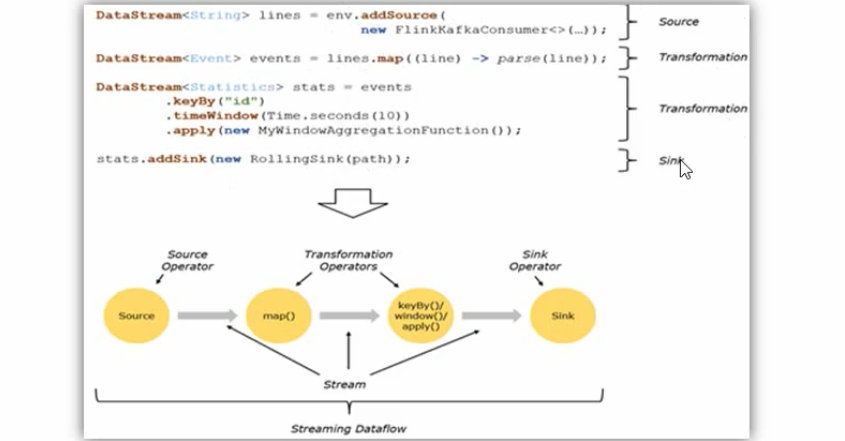 DataStream<String> lines = env.addSource(
new FlinkKafkaConsumer<>(…));
Source
DataStream<Event> events = lines.map((line) -> parse(line));
Transformation
DataStream<Statistics> stats = events
.keyBy("id")
.timeWindow(Time.seconds(10))
.apply(new MyWindowAggregationFunction());
Transformation
stats.addSink(new RollingSink(path));
Sink
Source
Operator
Transformation
Operators
Sink
Operator
Source
map()
keyBy()/
window()/
apply()
Sink
Stream
Streaming Dataflow